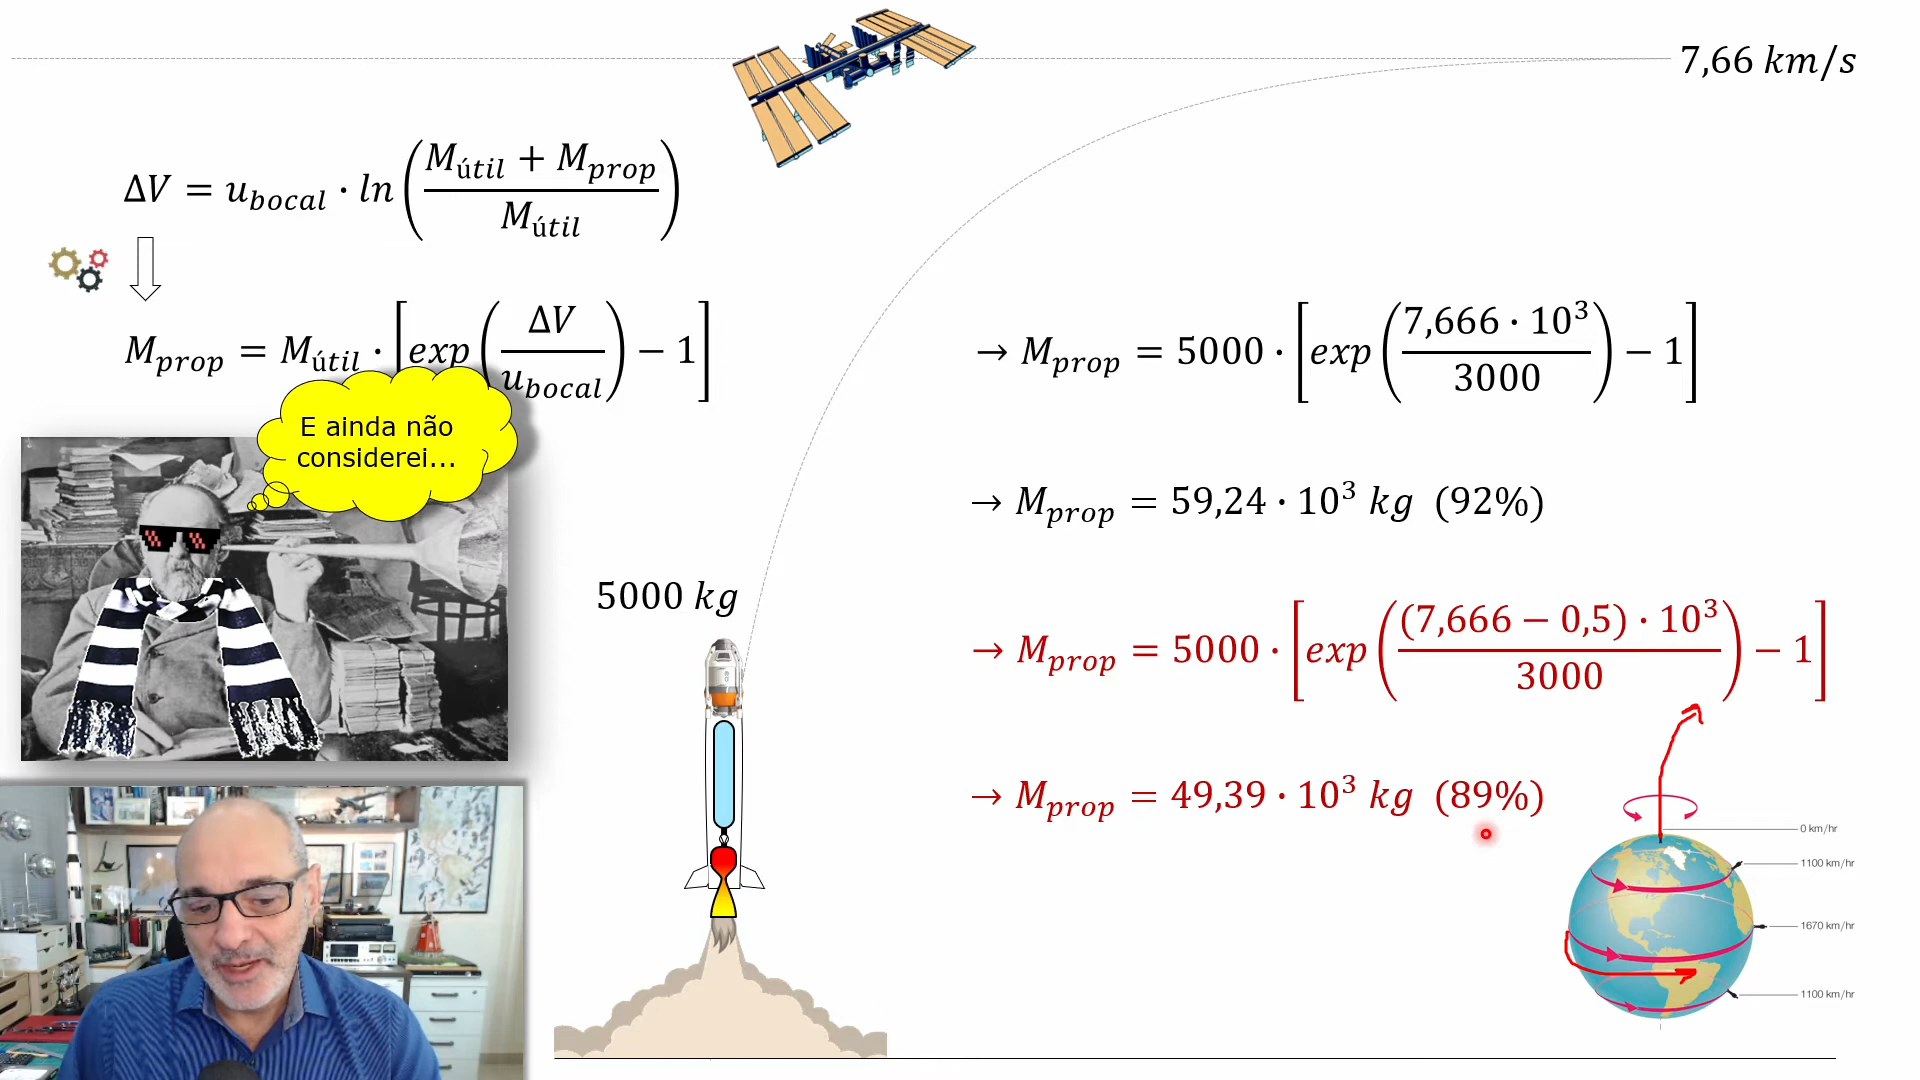 7,66 km/s
ΔV = u_bocal · ln((M_útil + M_prop)/M_útil)
M_prop = M_útil · [exp(ΔV/u_bocal) − 1]
→ M_prop = 5000 · [exp((7,666 · 10³)/3000) − 1]
E ainda não
considerei...
→ M_prop = 59,24 · 10³ kg (92%)
5000 kg
→ M_prop = 5000 · [exp(((7,666 − 0,5) · 10³)/3000) − 1]
→ M_prop = 49,39 · 10³ kg (89%)
0 km/hr
1100 km/hr
1670 km/hr
1100 km/hr